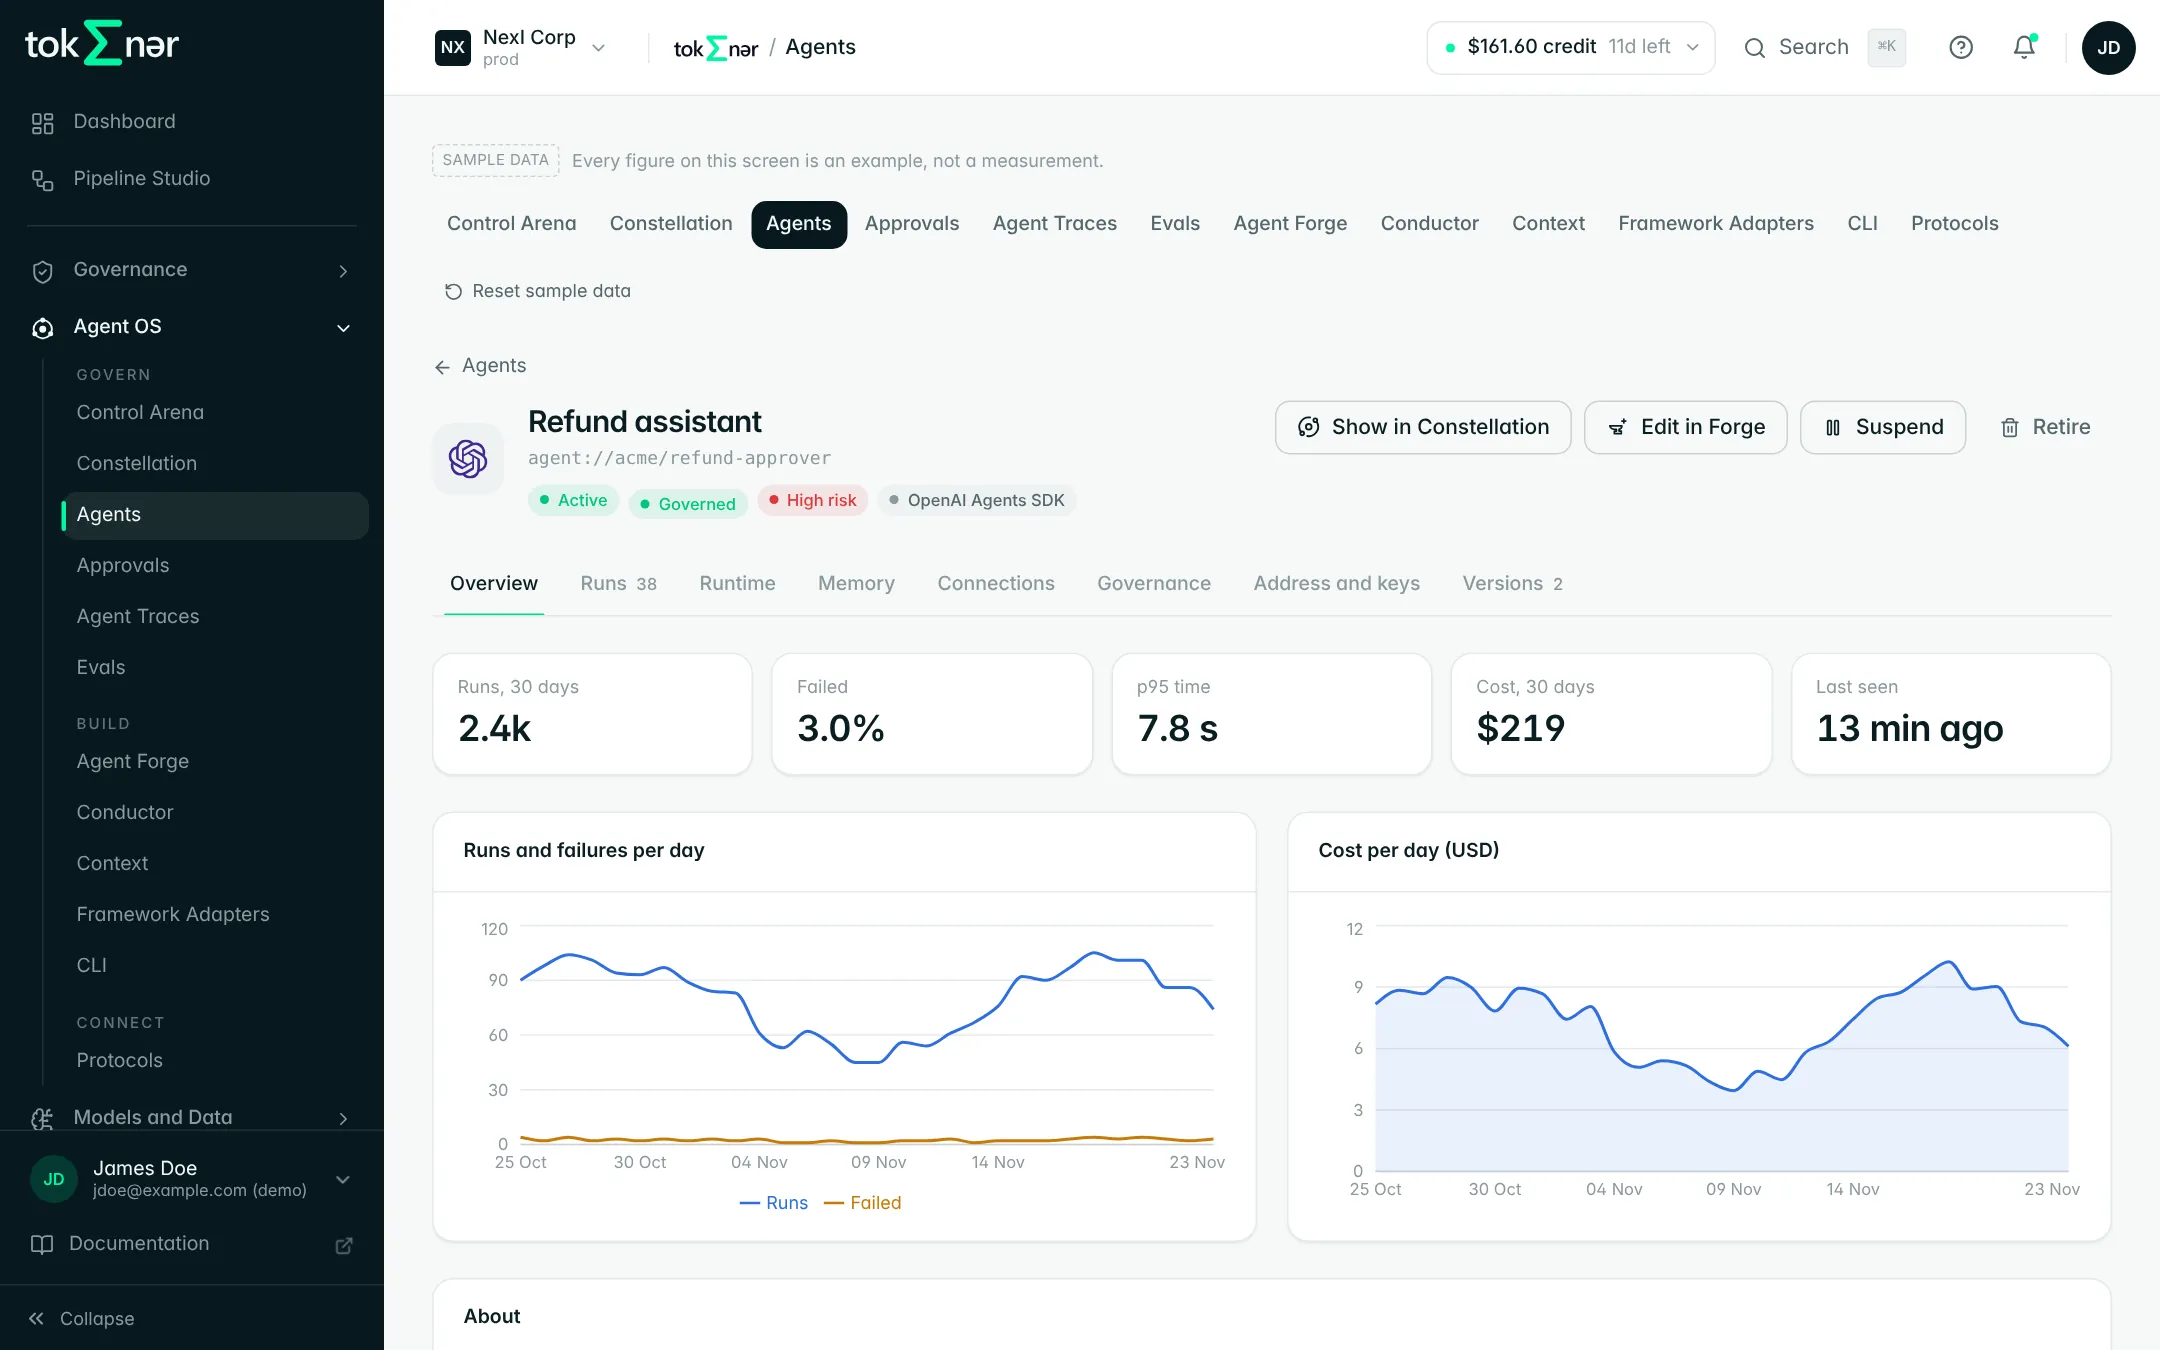 tokΣnər
Dashboard
Pipeline Studio
Governance
Agent OS
GOVERN
Control Arena
Constellation
Agents
Approvals
Agent Traces
Evals
BUILD
Agent Forge
Conductor
Context
Framework Adapters
CLI
CONNECT
Protocols
Models and Data
JD
James Doe
jdoe@example.com (demo)
Documentation
Collapse
NX
Nexl Corp
prod
tokΣnər / Agents
$161.60 credit 11d left
Search ⌘K
JD
SAMPLE DATA Every figure on this screen is an example, not a measurement.
Control Arena Constellation Agents Approvals Agent Traces Evals Agent Forge Conductor Context Framework Adapters CLI Protocols
Reset sample data
Agents
Refund assistant
agent://acme/refund-approver
Active Governed High risk OpenAI Agents SDK
Show in Constellation Edit in Forge Suspend Retire
Overview Runs 38 Runtime Memory Connections Governance Address and keys Versions 2
Runs, 30 days
2.4k
Failed
3.0%
p95 time
7.8 s
Cost, 30 days
$219
Last seen
13 min ago
Runs and failures per day
120
90
60
30
0
25 Oct 30 Oct 04 Nov 09 Nov 14 Nov 23 Nov
Runs Failed
Cost per day (USD)
12
9
6
3
0
25 Oct 30 Oct 04 Nov 09 Nov 14 Nov 23 Nov
About